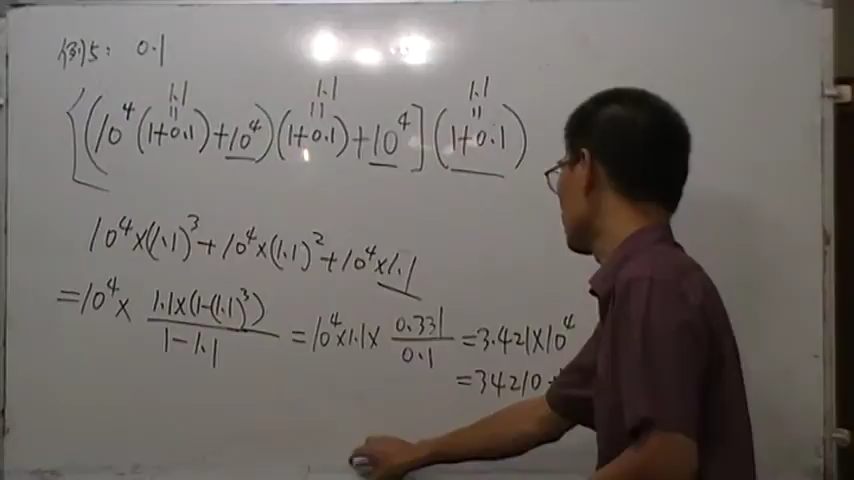 例5: 0.1
1.1 1.1 1.1
= = =
[(10⁴(1+0.1)+10⁴)(1+0.1)+10⁴](1+0.1)
10⁴×(1.1)³+10⁴×(1.1)²+10⁴×1.1
=10⁴× 1.1×(1-(1.1)³) / 1-1.1 =10⁴×1.1× 0.331 / 0.1 =3.421×10⁴
=34210